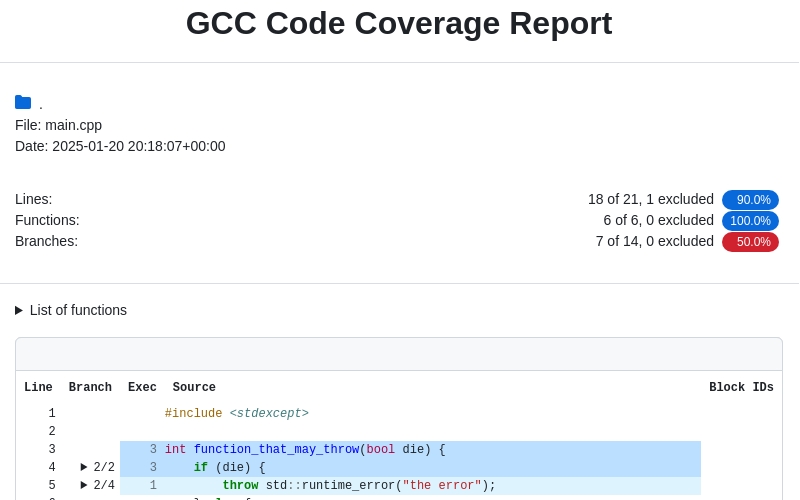 GCC Code Coverage Report
.
File: main.cpp
Date: 2025-01-20 20:18:07+00:00
Lines: 18 of 21, 1 excluded 90.0%
Functions: 6 of 6, 0 excluded 100.0%
Branches: 7 of 14, 0 excluded 50.0%
List of functions
Line Branch Exec Source Block IDs
1 #include <stdexcept>
2
3 3 int function_that_may_throw(bool die) {
4 2/2 3 if (die) {
5 2/4 1 throw std::runtime_error("the error");